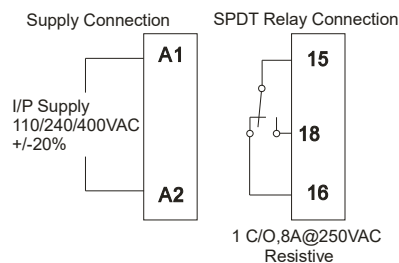 Supply Connection
A1
I/P Supply
110/240/400VAC
+/-20%
A2
SPDT Relay Connection
15
18
16
1 C/O,8A@250VAC
Resistive